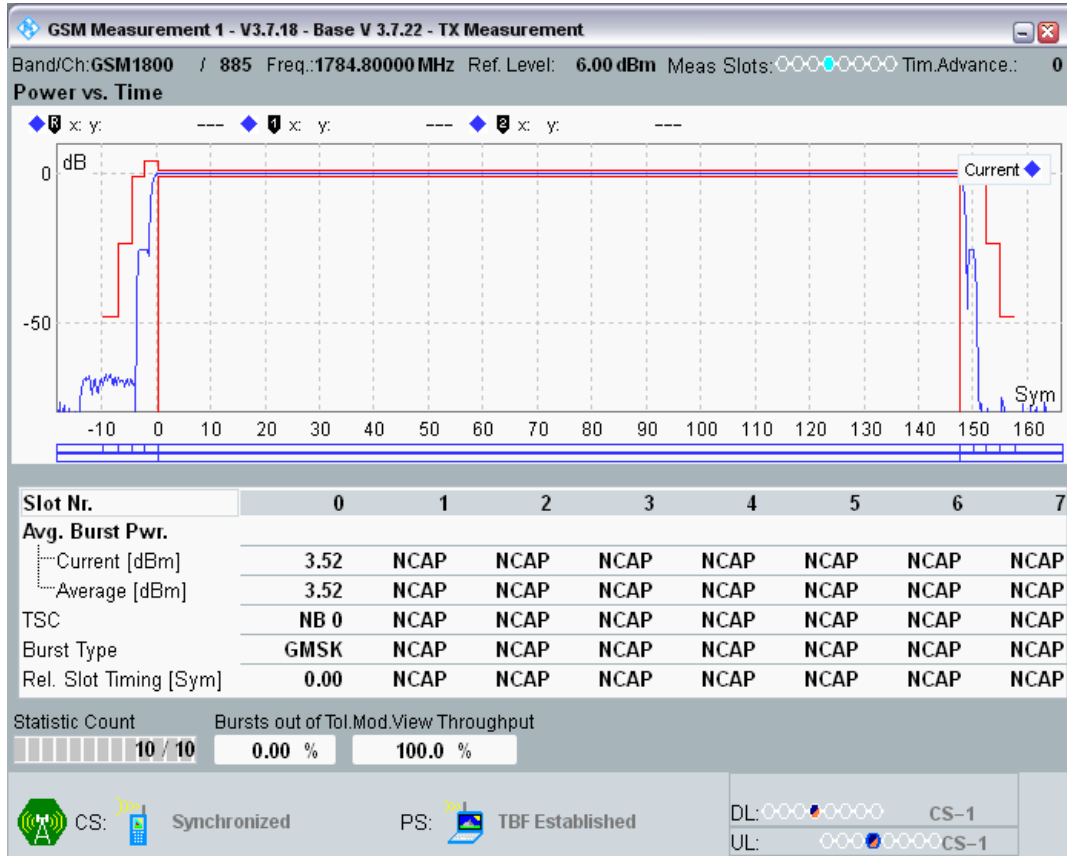 GSM Measurement 1 - V3.7.18 - Base V 3.7.22 - TX Measurement
Band/Ch:GSM1800 / 885 Freq.:1784.80000 MHz Ref. Level: 6.00 dBm Meas Slots: Tim.Advance.: 0
Power vs. Time
R x: y: --- 1 x: y: --- 2 x: y: ---
dB
Current
0
-50
Sym
-10 0 10 20 30 40 50 60 70 80 90 100 110 120 130 140 150 160
Slot Nr. 0 1 2 3 4 5 6 7
Avg. Burst Pwr.
Current [dBm] 3.52 NCAP NCAP NCAP NCAP NCAP NCAP NCAP
Average [dBm] 3.52 NCAP NCAP NCAP NCAP NCAP NCAP NCAP
TSC NB 0 NCAP NCAP NCAP NCAP NCAP NCAP NCAP
Burst Type GMSK NCAP NCAP NCAP NCAP NCAP NCAP NCAP
Rel. Slot Timing [Sym] 0.00 NCAP NCAP NCAP NCAP NCAP NCAP NCAP
Statistic Count Bursts out of Tol. Mod.View Throughput
10 / 10 0.00 % 100.0 %
CS: Synchronized PS: TBF Established DL: CS-1
UL: CS-1